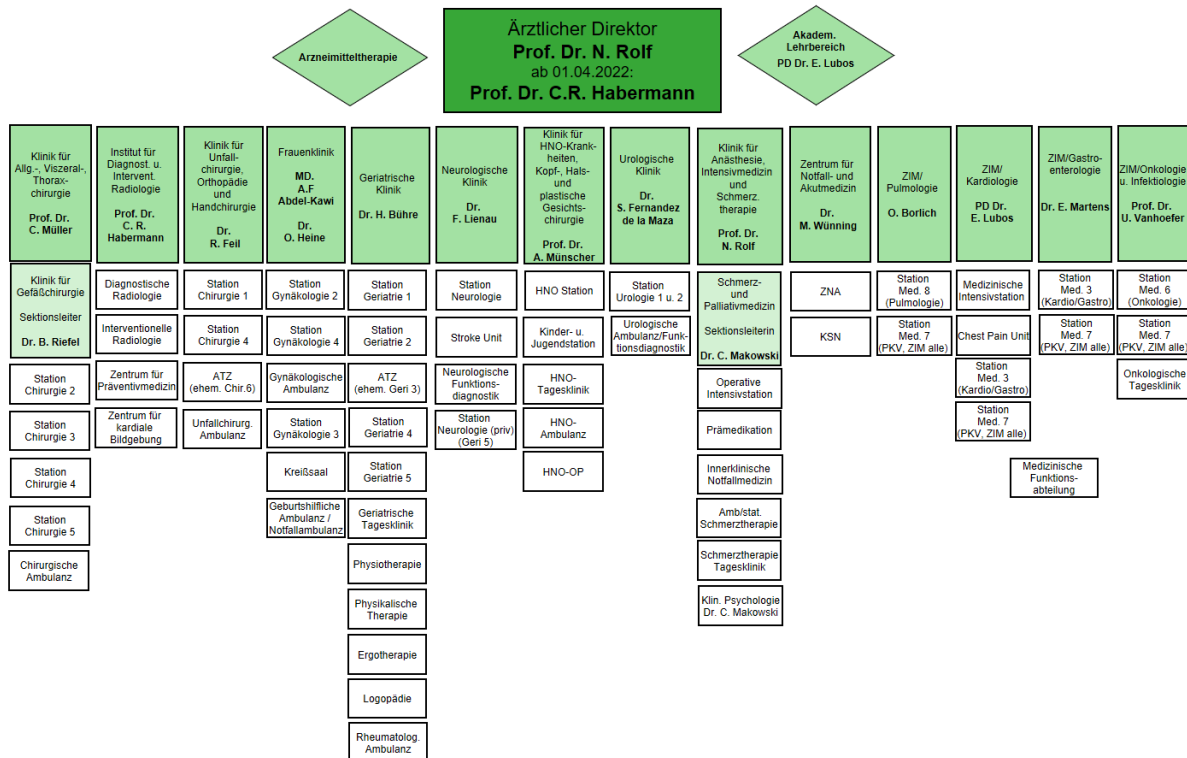 Arzneimitteltherapie
Ärztlicher Direktor
Prof. Dr. N. Rolf
ab 01.04.2022:
Prof. Dr. C.R. Habermann
Akadem.
Lehrbereich
PD Dr. E. Lubos
Klinik für
Allg.-, Viszeral-,
Thorax-
chirurgie
Prof. Dr.
C. Müller
Klinik für
Gefäßchirurgie
Sektionsleiter
Dr. B. Riefel
Station
Chirurgie 2
Station
Chirurgie 3
Station
Chirurgie 4
Station
Chirurgie 5
Chirurgische
Ambulanz
Institut für
Diagnost. u.
Intervent.
Radiologie
Prof. Dr.
C. R.
Habermann
Diagnostische
Radiologie
Interventionelle
Radiologie
Zentrum für
Präventivmedizin
Zentrum für
kardiale
Bildgebung
Klinik für
Unfall-
chirurgie,
Orthopädie
und
Handchirurgie
Dr.
R. Feil
Station
Chirurgie 1
Station
Chirurgie 4
ATZ
(ehem. Chir.6)
Unfallchirurg.
Ambulanz
Frauenklinik
MD.
A.F
Abdel-Kawi
Dr.
O. Heine
Station
Gynäkologie 2
Station
Gynäkologie 4
Gynäkologische
Ambulanz
Station
Gynäkologie 3
Kreißsaal
Geburtshilfliche
Ambulanz /
Notfallambulanz
Geriatrische
Klinik
Dr. H. Bühre
Station
Geriatrie 1
Station
Geriatrie 2
ATZ
(ehem. Geri 3)
Station
Geriatrie 4
Station
Geriatrie 5
Geriatrische
Tagesklinik
Physiotherapie
Physikalische
Therapie
Ergotherapie
Logopädie
Rheumatolog.
Ambulanz
Neurologische
Klinik
Dr.
F. Lienau
Station
Neurologie
Stroke Unit
Neurologische
Funktions-
diagnostik
Station
Neurologie (priv)
(Geri 5)
Klinik für
HNO-Krank-
heiten,
Kopf-, Hals-
und
plastische
Gesichts-
chirurgie
Prof. Dr.
A. Münscher
HNO Station
Kinder- u.
Jugendstation
HNO-
Tagesklinik
HNO-
Ambulanz
HNO-OP
Urologische
Klinik
Dr.
S. Fernandez
de la Maza
Station
Urologie 1 u. 2
Urologische
Ambulanz/Funk-
tionsdiagnostik
Klinik für
Anästhesie,
Intensivmedizin
und
Schmerz.
therapie
Prof. Dr.
N. Rolf
Schmerz-
und
Palliativmedizin
Sektionsleiterin
Dr. C. Makowski
Operative
Intensivstation
Prämedikation
Innerklinische
Notfallmedizin
Amb/stat.
Schmerztherapie
Schmerztherapie
Tagesklinik
Klin. Psychologie
Dr. C. Makowski
Zentrum für
Notfall- und
Akutmedizin
Dr.
M. Wünning
ZNA
KSN
ZIM/
Pulmologie
O. Borlich
Station
Med. 8
(Pulmologie)
Station
Med. 7
(PKV, ZIM alle)
ZIM/
Kardiologie
PD Dr.
E. Lubos
Medizinische
Intensivstation
Chest Pain Unit
Station
Med. 3
(Kardio/Gastro)
Station
Med. 7
(PKV, ZIM alle)
Medizinische
Funktions-
abteilung
ZIM/Gastro-
enterologie
Dr. E. Martens
Station
Med. 3
(Kardio/Gastro)
Station
Med. 7
(PKV, ZIM alle)
ZIM/Onkologie
u. Infektiologie
Prof. Dr.
U. Vanhoefer
Station
Med. 6
(Onkologie)
Station
Med. 7
(PKV, ZIM alle)
Onkologische
Tagesklinik